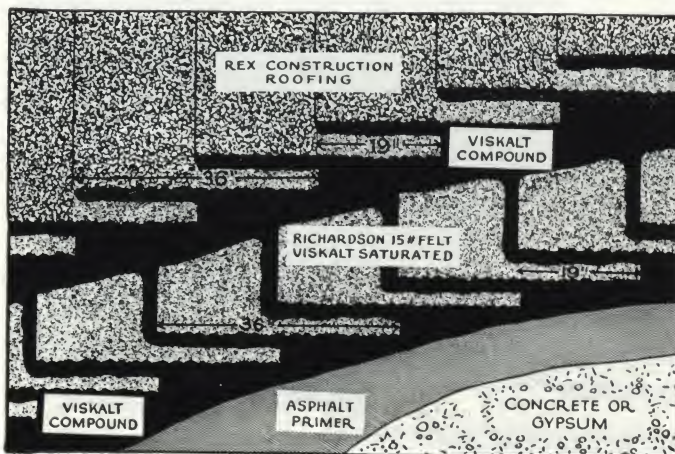 REX CONSTRUCTION
ROOFING
19"
VISKALT
COMPOUND
36
RICHARDSON 15# FELT
VISKALT SATURATED
19
36
VISKALT
COMPOUND
ASPHALT
PRIMER
CONCRETE OR
GYPSUM